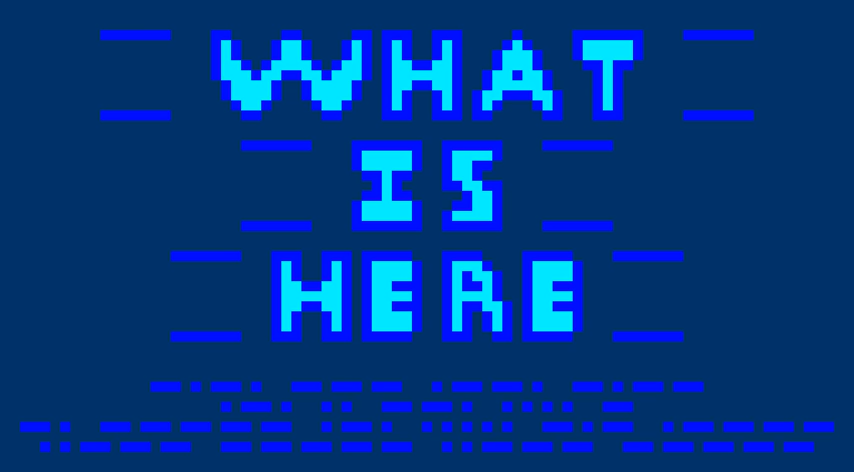 WHAT
IS
HERE
-.-. --- .--. -.--
.-. .. --. .... -
-. ----- .-. ..... -.- .----
..--- ----- ..--- -----